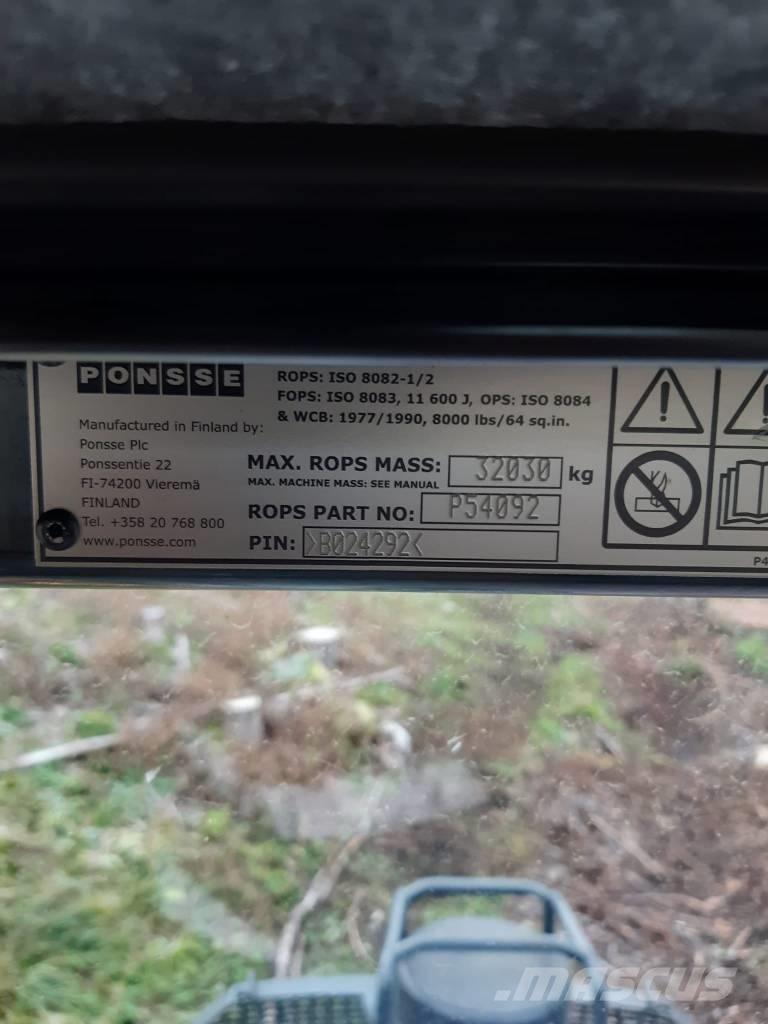 PONSSE
ROPS: ISO 8082-1/2
FOPS: ISO 8083, 11 600 J, OPS: ISO 8084
& WCB: 1977/1990, 8000 lbs/64 sq.in.
Manufactured in Finland by:
Ponsse Plc
Ponssentie 22
FI-74200 Vieremä
FINLAND
Tel. +358 20 768 800
www.ponsse.com
MAX. ROPS MASS: 32030 kg
MAX. MACHINE MASS: SEE MANUAL
ROPS PART NO: P54092
PIN: >B024292<
P4
MASCUS